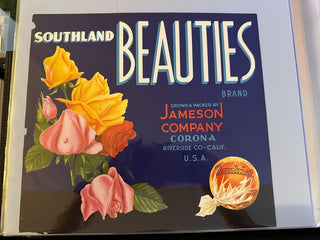 SOUTHLAND
BEAUTIES
BRAND
GROWN & PACKED BY
JAMESON
COMPANY
CORONA
RIVERSIDE CO-CALIF.
U.S.A.